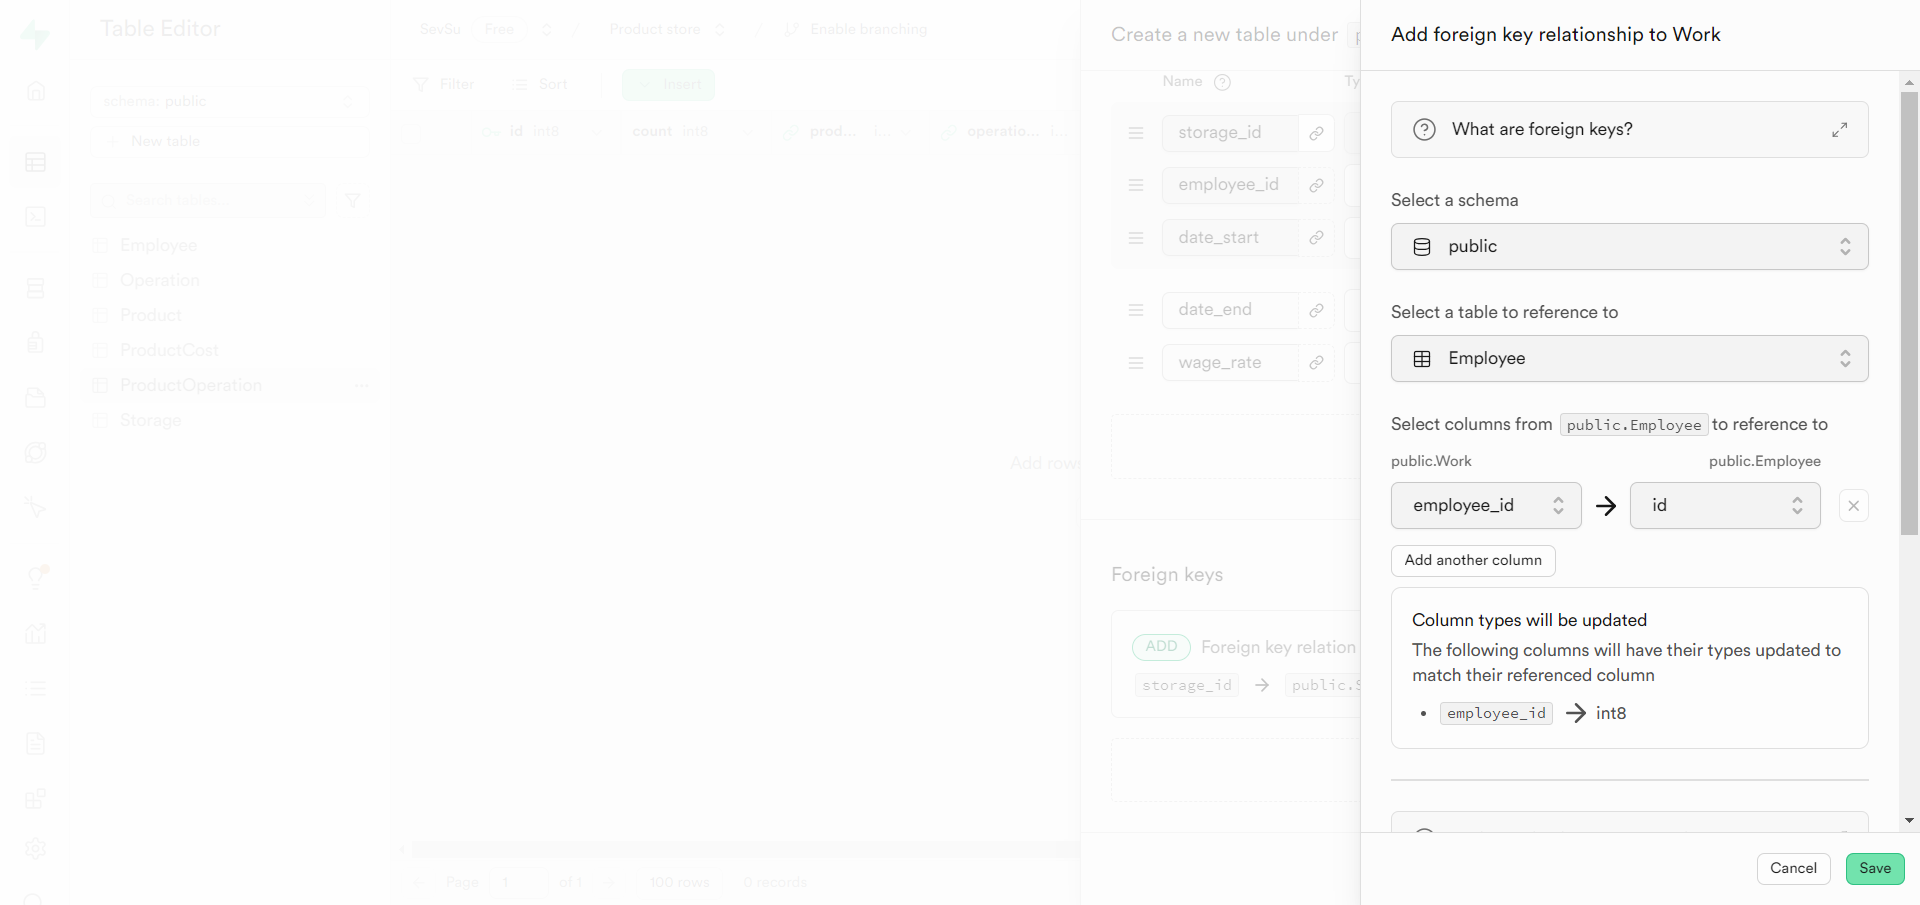 Table Editor
SevSu Free / Product store / Enable branching
schema: public
New table
Search tables...
Employee
Operation
Product
ProductCost
ProductOperation
Storage
Filter Sort Insert
id int8 count int8 prod... i... operatio... i...
Add rows
Page 1 of 1 100 rows 0 records
Create a new table under
Name
storage_id
employee_id
date_start
date_end
wage_rate
Foreign keys
ADD Foreign key relation
storage_id → public.S
Add foreign key relationship to Work
What are foreign keys?
Select a schema
public
Select a table to reference to
Employee
Select columns from public.Employee to reference to
public.Work public.Employee
employee_id → id
Add another column
Column types will be updated
The following columns will have their types updated to
match their referenced column
• employee_id → int8
Cancel Save